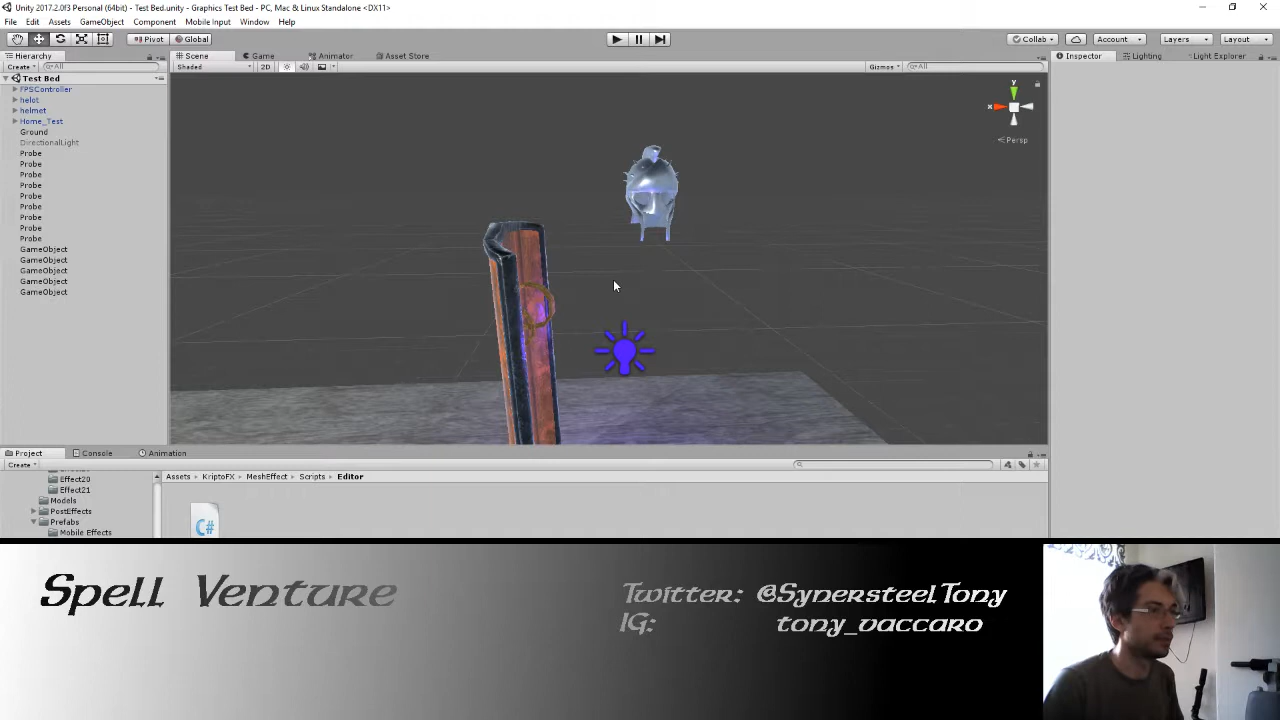 Unity 2017.2.0f3 Personal (64bit) - Test Bed.unity - Graphics Test Bed - PC, Mac & Linux Standalone <DX11>
File Edit Assets GameObject Component Mobile Input Window Help
Pivot Global Collab Account Layers Layout
Hierarchy Scene Game Animator Asset Store Inspector Lighting Light Explorer
Create All Shaded 2D Gizmos All
Test Bed
FPSController
helot
helmet
Home_Test
Ground
DirectionalLight
Probe
Probe
Probe
Probe
Probe
Probe
Probe
Probe
Probe
GameObject
GameObject
GameObject
GameObject
GameObject
y
x
Persp
Project Console Animation
Create
Assets KriptoFX MeshEffect Scripts Editor
Effect20
Effect21
Models
PostEffects
Prefabs
Mobile Effects
C#
Spell Venture
Twitter: @SynersteelTony
IG: tony_vaccaro